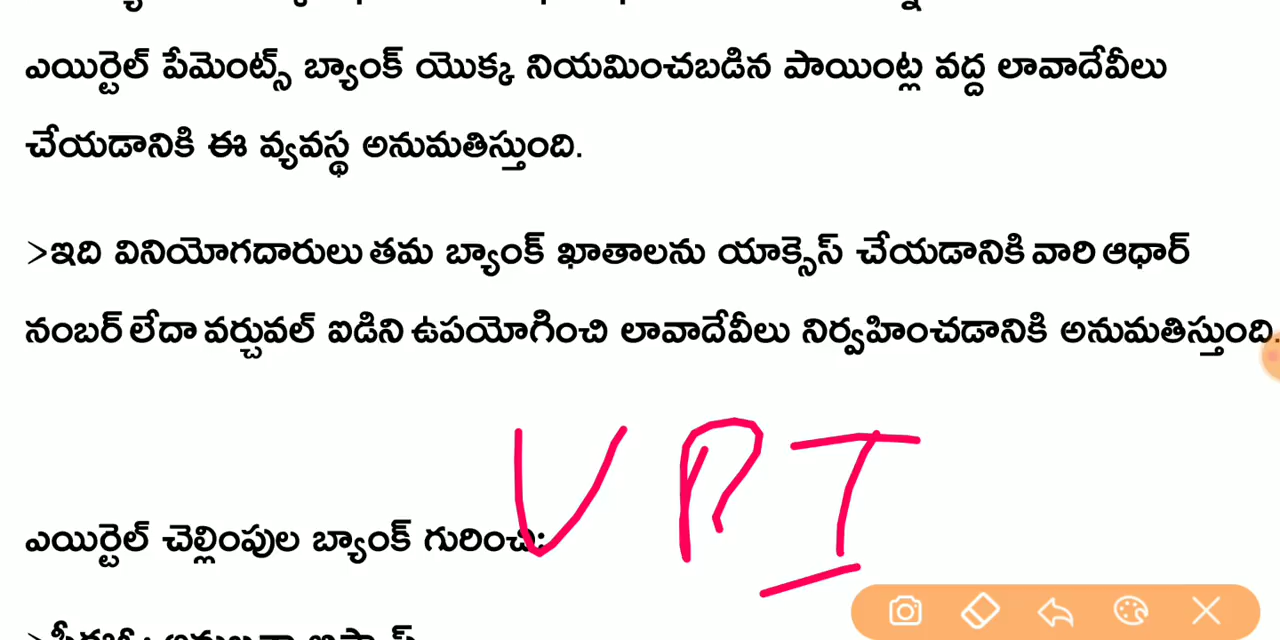 ఎయిర్టెల్ పేమెంట్స్ బ్యాంక్ యొక్క నియమించబడిన పాయింట్ల వద్ద లావాదేవీలు
చేయడానికి ఈ వ్యవస్థ అనుమతిస్తుంది.
>ఇది వినియోగదారులు తమ బ్యాంక్ ఖాతాలను యాక్సెస్ చేయడానికి వారి ఆధార్
నంబర్ లేదా వర్చువల్ ఐడిని ఉపయోగించి లావాదేవీలు నిర్వహించడానికి అనుమతిస్తుంది.
UPI
ఎయిర్టెల్ చెల్లింపుల బ్యాంక్ గురించి: